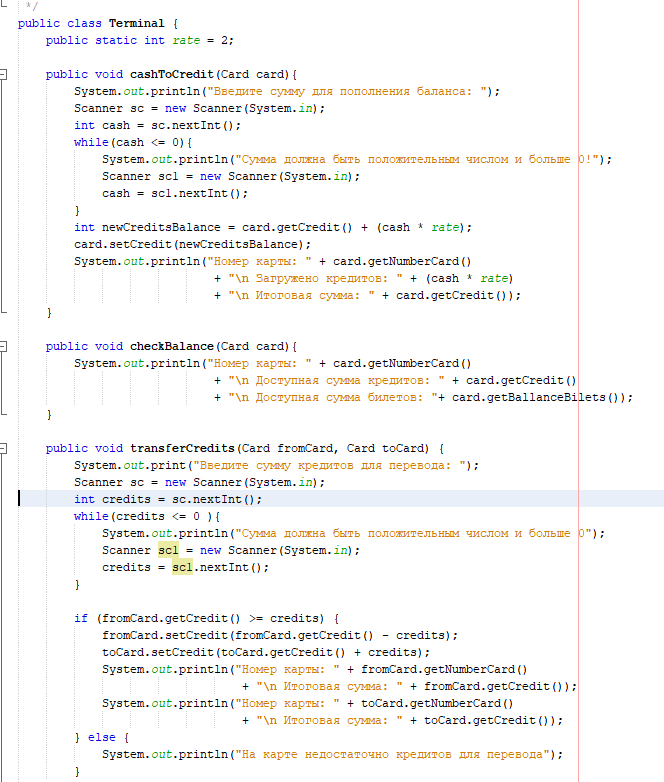 */
public class Terminal {
public static int rate = 2;
public void cashToCredit(Card card){
System.out.println("Введите сумму для пополнения баланса: ");
Scanner sc = new Scanner(System.in);
int cash = sc.nextInt();
while(cash <= 0){
System.out.println("Сумма должна быть положительным числом и больше 0!");
Scanner sc1 = new Scanner(System.in);
cash = sc1.nextInt();
}
int newCreditsBalance = card.getCredit() + (cash * rate);
card.setCredit(newCreditsBalance);
System.out.println("Номер карты: " + card.getNumberCard()
+ "\n Загружено кредитов: " + (cash * rate)
+ "\n Итоговая сумма: " + card.getCredit());
}
public void checkBalance(Card card){
System.out.println("Номер карты: " + card.getNumberCard()
+ "\n Доступная сумма кредитов: " + card.getCredit()
+ "\n Доступная сумма билетов: "+ card.getBallanceBilets());
}
public void transferCredits(Card fromCard, Card toCard) {
System.out.print("Введите сумму кредитов для перевода: ");
Scanner sc = new Scanner(System.in);
int credits = sc.nextInt();
while(credits <= 0 ){
System.out.println("Сумма должна быть положительным числом и больше 0");
Scanner sc1 = new Scanner(System.in);
credits = sc1.nextInt();
}
if (fromCard.getCredit() >= credits) {
fromCard.setCredit(fromCard.getCredit() - credits);
toCard.setCredit(toCard.getCredit() + credits);
System.out.println("Номер карты: " + fromCard.getNumberCard()
+ "\n Итоговая сумма: " + fromCard.getCredit());
System.out.println("Номер карты: " + toCard.getNumberCard()
+ "\n Итоговая сумма: " + toCard.getCredit());
} else {
System.out.println("На карте недостаточно кредитов для перевода");
}